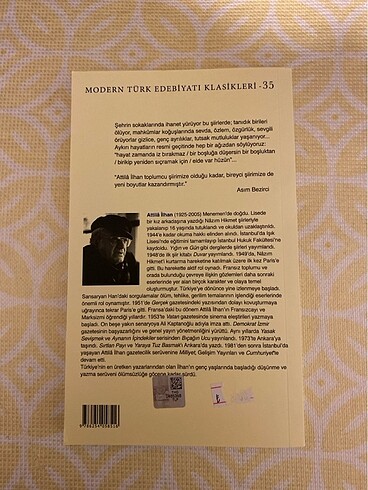 MODERN TÜRK EDEBİYATI KLASİKLERİ - 35
Şehrin sokaklarında ihanet yürüyor bu şiirlerde; tanıdık birileri
ölüyor, mahkûmlar koğuşlarında sevda, özlem, özgürlük, sevgili
örüyorlar gizlice, genç ayrılıklar, tutsak mutluluklar yaşanıyor...
Aykırı hayatların resmi geçitinde hep bir ağızdan söylüyoruz:
"hayat zamanda iz bırakmaz / bir boşluğa düşersin bir boşluktan
/ birikip yeniden sıçramak için / elde var hüzün"...
"Attilâ İlhan toplumcu şiirimize olduğu kadar, bireyci şiirimize de
yeni boyutlar kazandırmıştır."
Asım Bezirci
Attilâ İlhan (1925-2005) Menemen'de doğdu. Lisede
bir kız arkadaşına yazdığı Nâzım Hikmet şiirleriyle
yakalanıp 16 yaşında tutuklandı ve okuldan uzaklaştırıldı.
1944'e kadar okuma hakkı elinden alındı. İstanbul'da Işık
Lisesi'nde eğitimini tamamlayıp İstanbul Hukuk Fakültesi'ne
kaydoldu. Yığın ve Gün gibi dergilerde şiirleri yayımlandı.
1948'de ilk şiir kitabı Duvar yayımlandı. 1949'da, Nâzım
Hikmet'i kurtarma hareketine katılmak üzere ilk kez Paris'e
gitti. Bu harekette aktif rol oynadı. Fransız toplumu ve
orada bulunduğu çevreye ilişkin gözlemleri daha sonraki
eserlerinde yer alan birçok karakter ve olaya temel
oluşturmuştur. Türkiye'ye dönünce yine izlenmeye başladı.
Sansaryan Han'daki sorgulamalar ölüm, tehlike, gerilim temalarının işlendiği eserlerinde
önemli rol oynamıştı. 1951'de Gerçek gazetesindeki yazısından dolayı kovuşturmaya
uğrayınca tekrar Paris'e gitti. Fransa'daki bu dönem Attilâ İlhan'ın Fransızcayı ve
Marksizmi öğrendiği yıllardır. 1953'te Vatan gazetesinde sinema eleştirileri yazmaya
başladı. On beşe yakın senaryoya Ali Kaptanoğlu adıyla imza attı. Demokrat İzmir
gazetesinin başyazarlığını ve genel yayın yönetmenliğini yürüttü. Aynı yıllarda Yasak
Sevişmek ve Aynanın İçindekiler serisinden Bıçağın Ucu yayınlandı. 1973'te Ankara'ya
taşındı. Sırtlan Payı ve Yaraya Tuz Basmak'ı Ankara'da yazdı. 1981'den sonra İstanbul'da
yaşayan Attilâ İlhan gazetecilik serüvenine Milliyet, Gelişim Yayınları ve Cumhuriyet'te
devam etti.
Türkiye'nin en üretken yazarlarından olan İlhan'ın genç yaşlarında başladığı düşünme ve
yazma serüveni ölümsüzlüğe göçene kadar sürdü.